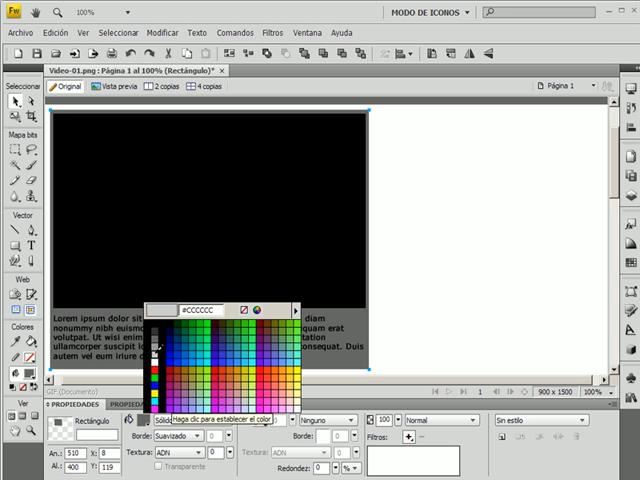 Fw
100%
MODO DE ICONOS
Archivo Edición Ver Seleccionar Modificar Texto Comandos Filtros Ventana Ayuda
Video-01.png : Página 1 al 100% (Rectángulo)*
Seleccionar
Original Vista previa 2 copias 4 copias
Página 1
Mapa bits
Vector
T
Web
Colores
Ver
#CCCCCC
Lorem ipsum dolor sit diam
nonummy nibh euismo quam erat
volutpat. Ut wisi enim tation
ullamcorper suscipit consequat. Duis
autem vel eum iriure
GIF (Documento)
1
900 x 1500
100%
PROPIEDADES
Rectángulo
Haga clic para establecer el color
Ninguno
100
Normal
Sin estilo
Borde: Suavizado 0
Borde: 0
Filtros:
An.: 510 X: 8
Textura: ADN 0
Textura: ADN 0
Al.: 400 Y: 119
Transparente
Redondez: 0 %